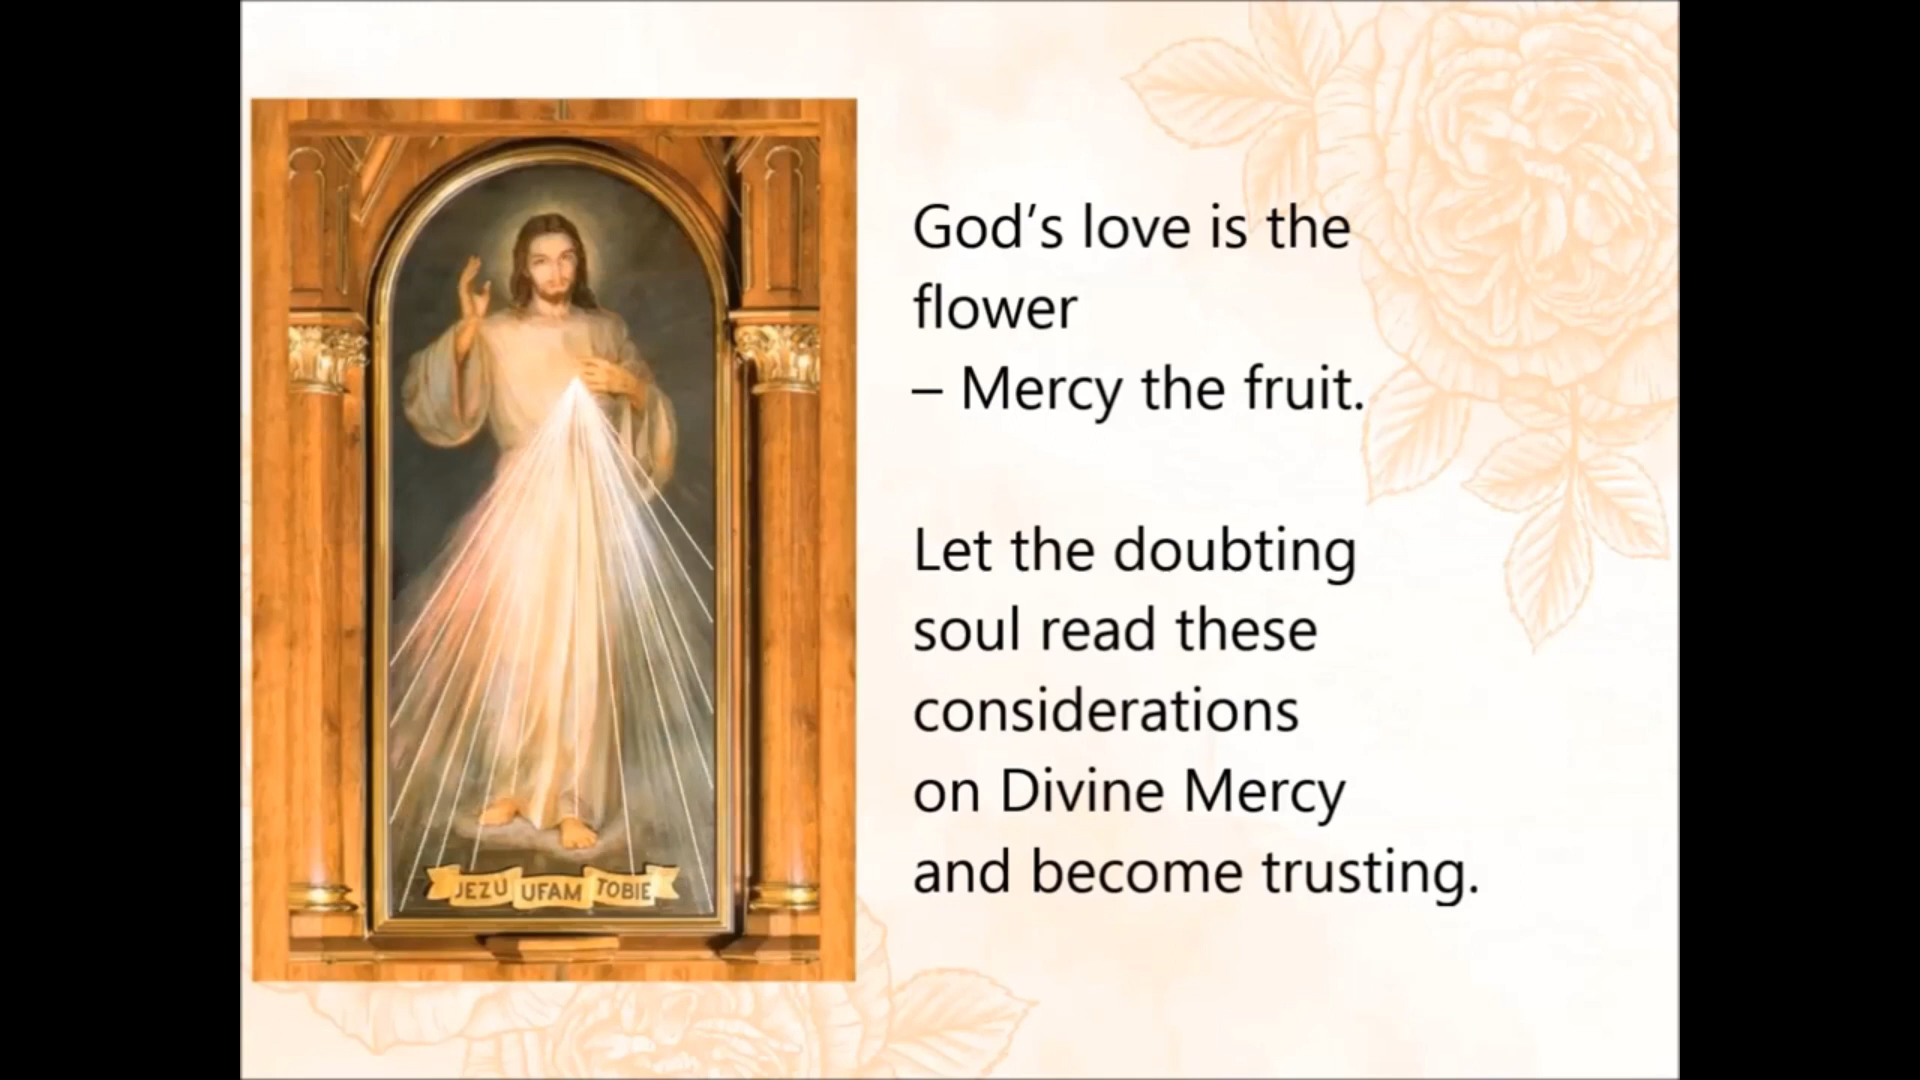 God’s love is the
flower
– Mercy the fruit.
Let the doubting
soul read these
considerations
on Divine Mercy
and become trusting.
JEZU UFAM TOBIE